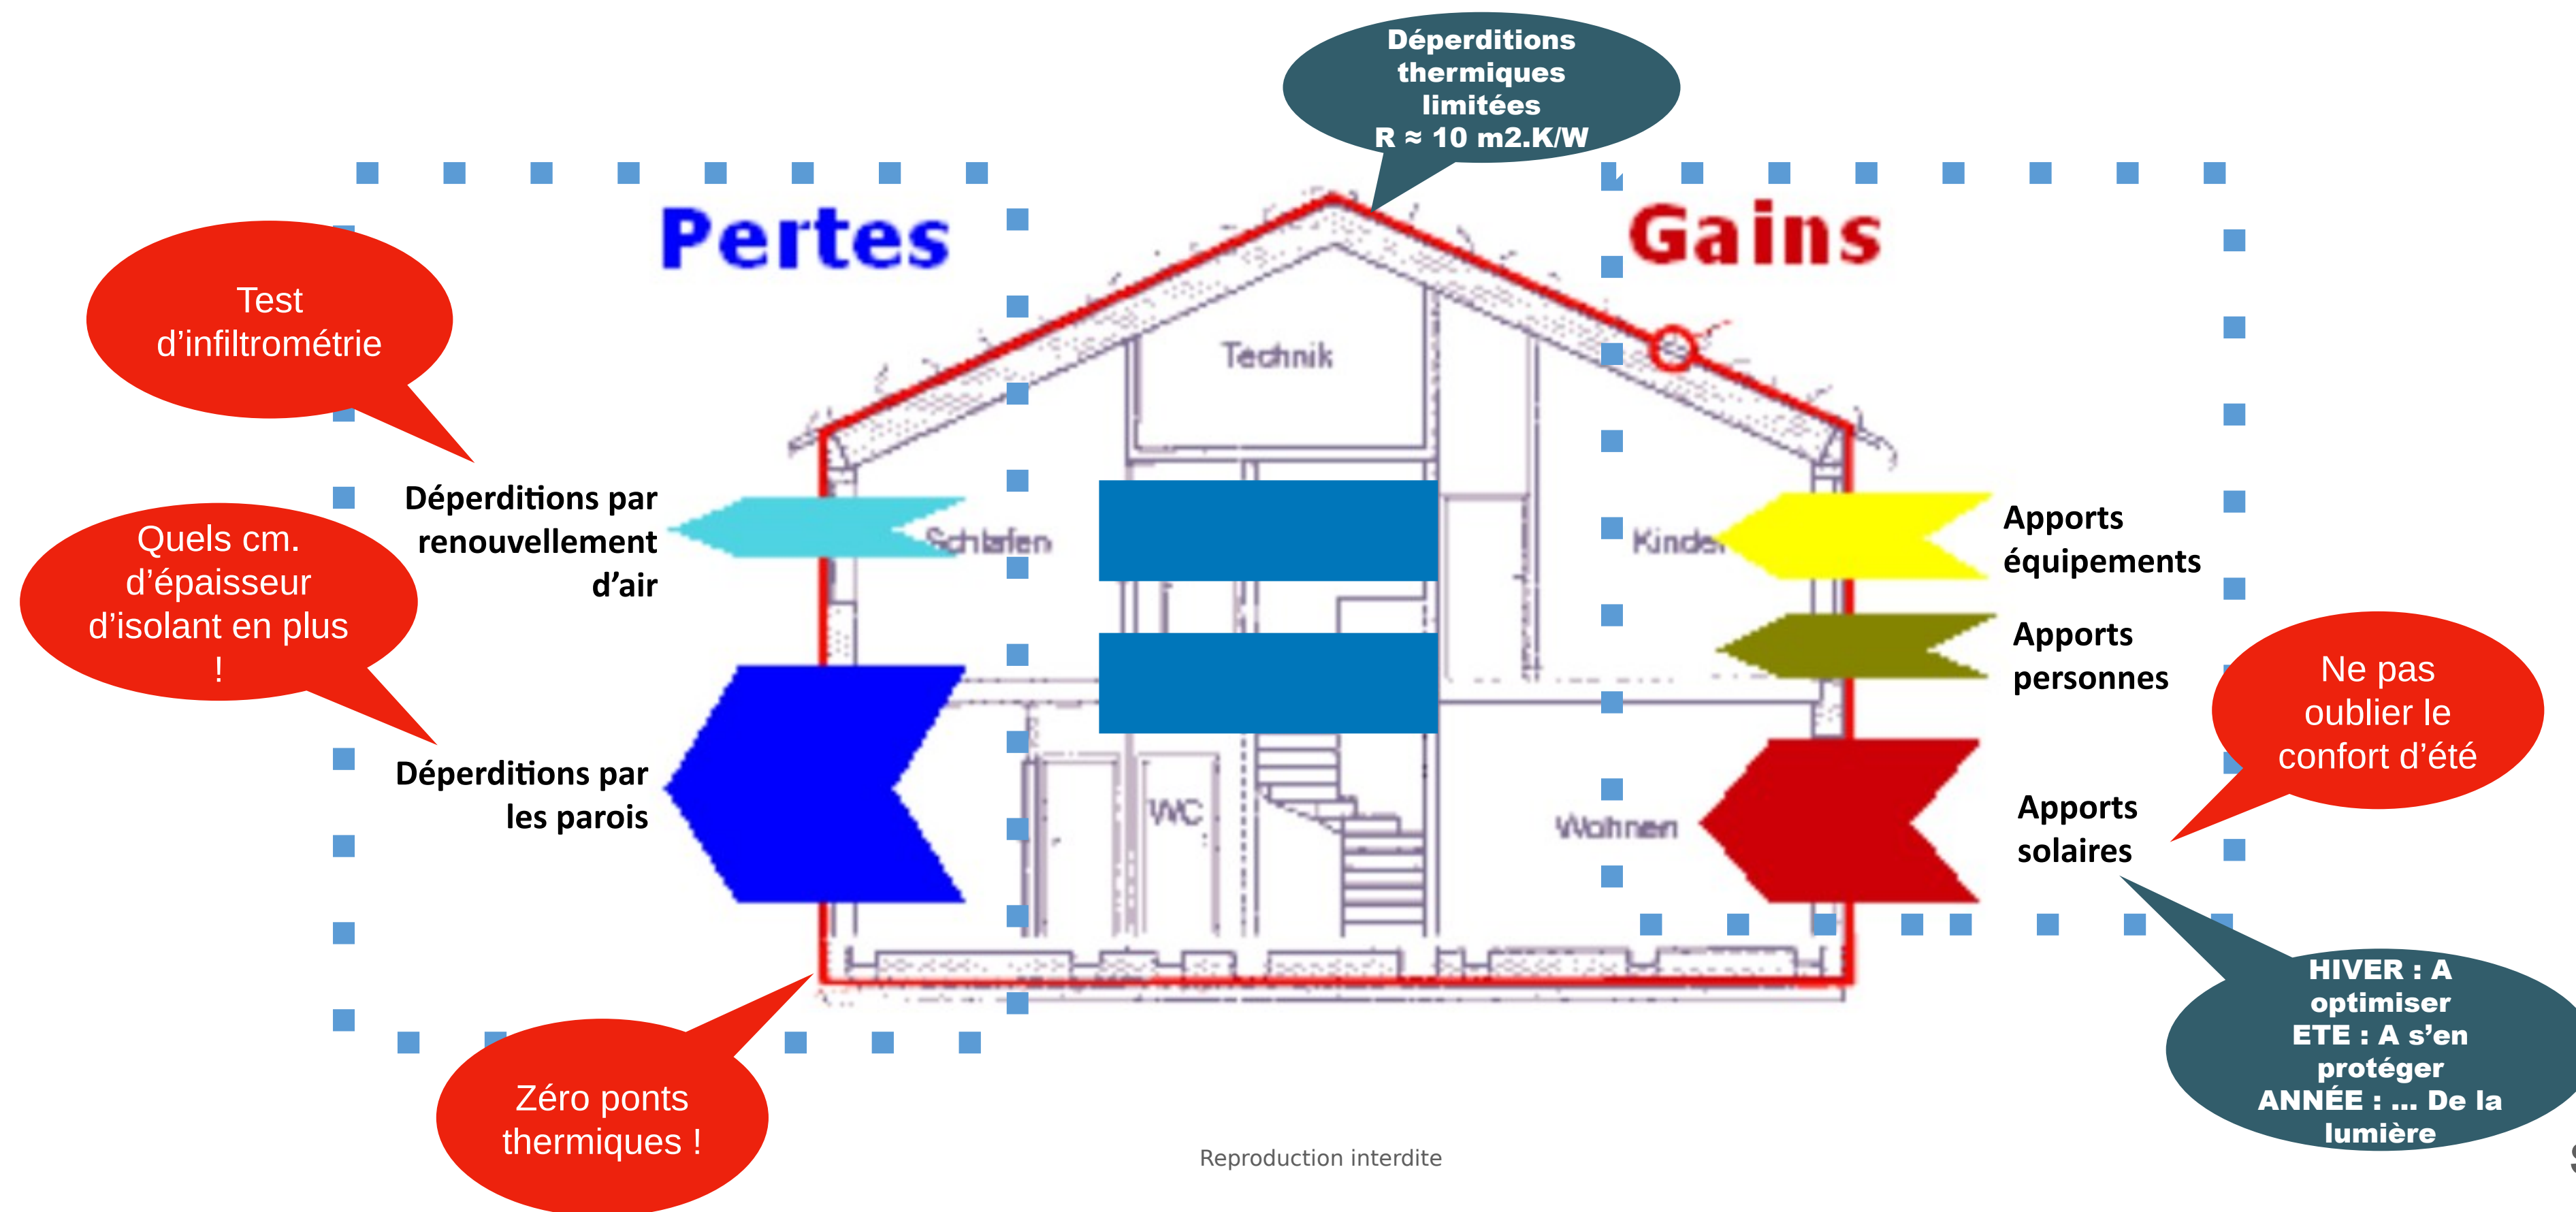 Déperditions
thermiques
limitées
R ≈ 10 m2.K/W
Pertes
Gains
Test
d’infiltrométrie
Technik
Déperditions par
renouvellement
d’air
Schlafen
Kinder
Apports
équipements
Quels cm.
d’épaisseur
d’isolant en plus
!
Apports
personnes
Ne pas
oublier le
confort d’été
Déperditions par
les parois
WC
Wohnen
Apports
solaires
HIVER : A
optimiser
ETE : A s’en
protéger
ANNÉE : ... De la
lumière
Zéro ponts
thermiques !
Reproduction interdite